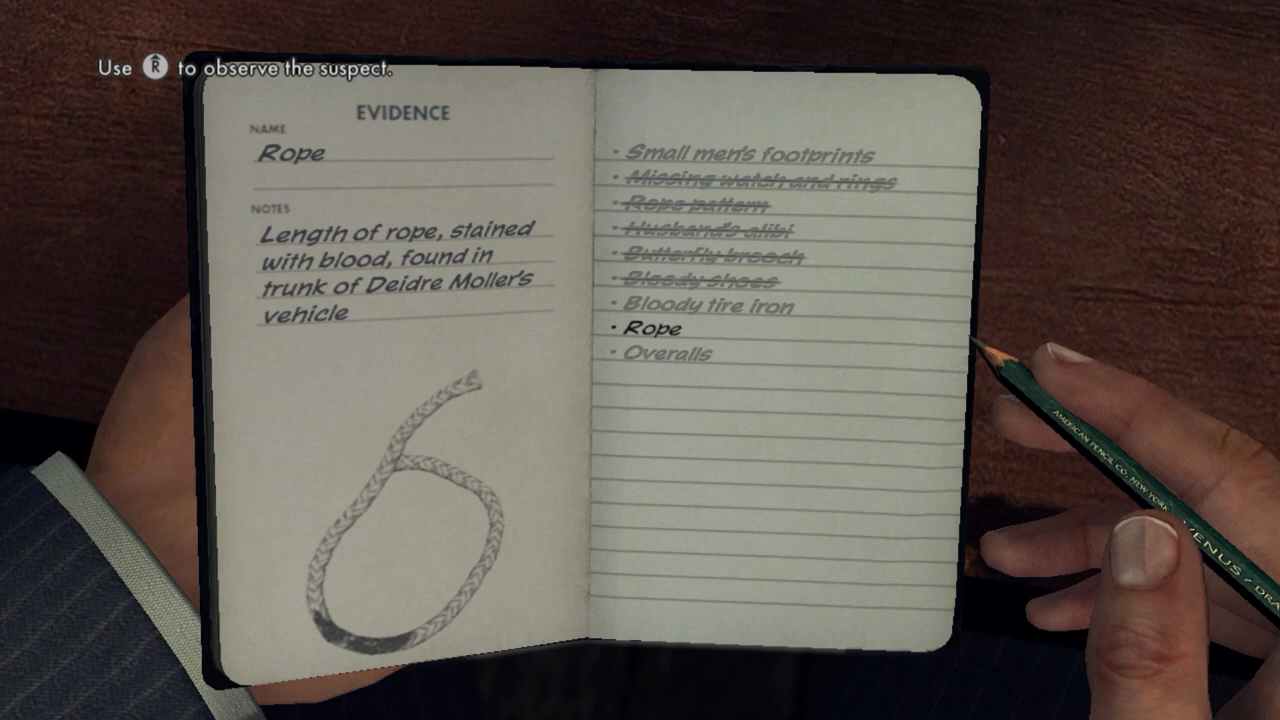 Use R to observe the suspect.
EVIDENCE
NAME
Rope
NOTES
Length of rope, stained
with blood, found in
trunk of Deidre Moller's
vehicle
· Small men's footprints
· Missing watch and rings
· Rope pattern
· Husband's alibi
· Butterfly brooch
· Bloody shoes
· Bloody tire iron
· Rope
· Overalls
AMERICAN PENCIL CO. NEW YORK
VENUS / DRA